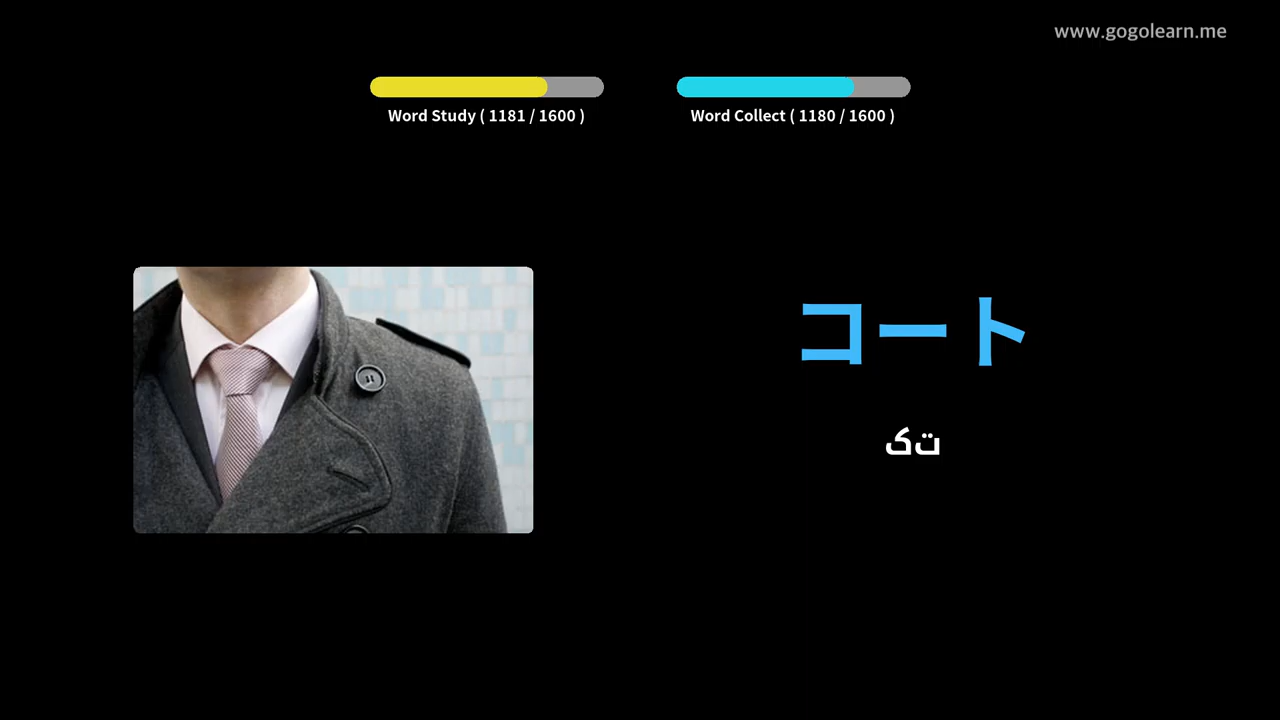 www.gogolearn.me
Word Study ( 1181 / 1600 )
Word Collect ( 1180 / 1600 )
コート
کت